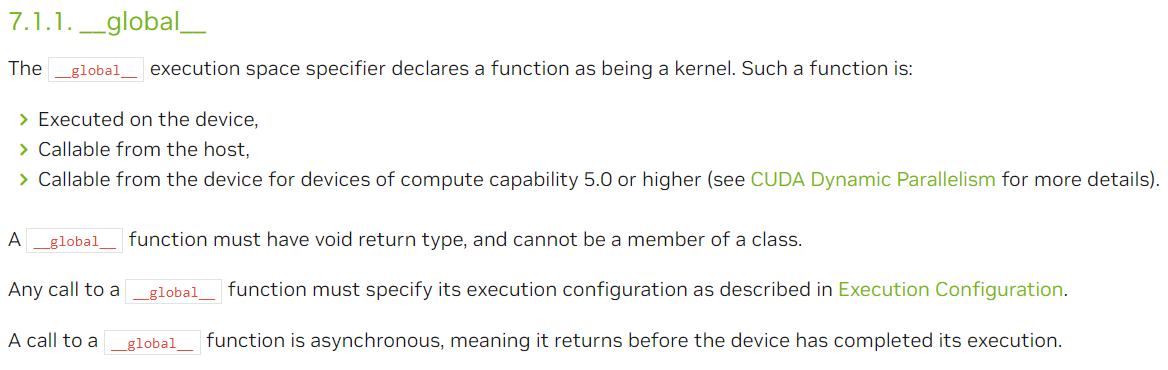 7.1.1. __global__
The __global__ execution space specifier declares a function as being a kernel. Such a function is:
Executed on the device,
Callable from the host,
Callable from the device for devices of compute capability 5.0 or higher (see CUDA Dynamic Parallelism for more details).
A __global__ function must have void return type, and cannot be a member of a class.
Any call to a __global__ function must specify its execution configuration as described in Execution Configuration.
A call to a __global__ function is asynchronous, meaning it returns before the device has completed its execution.